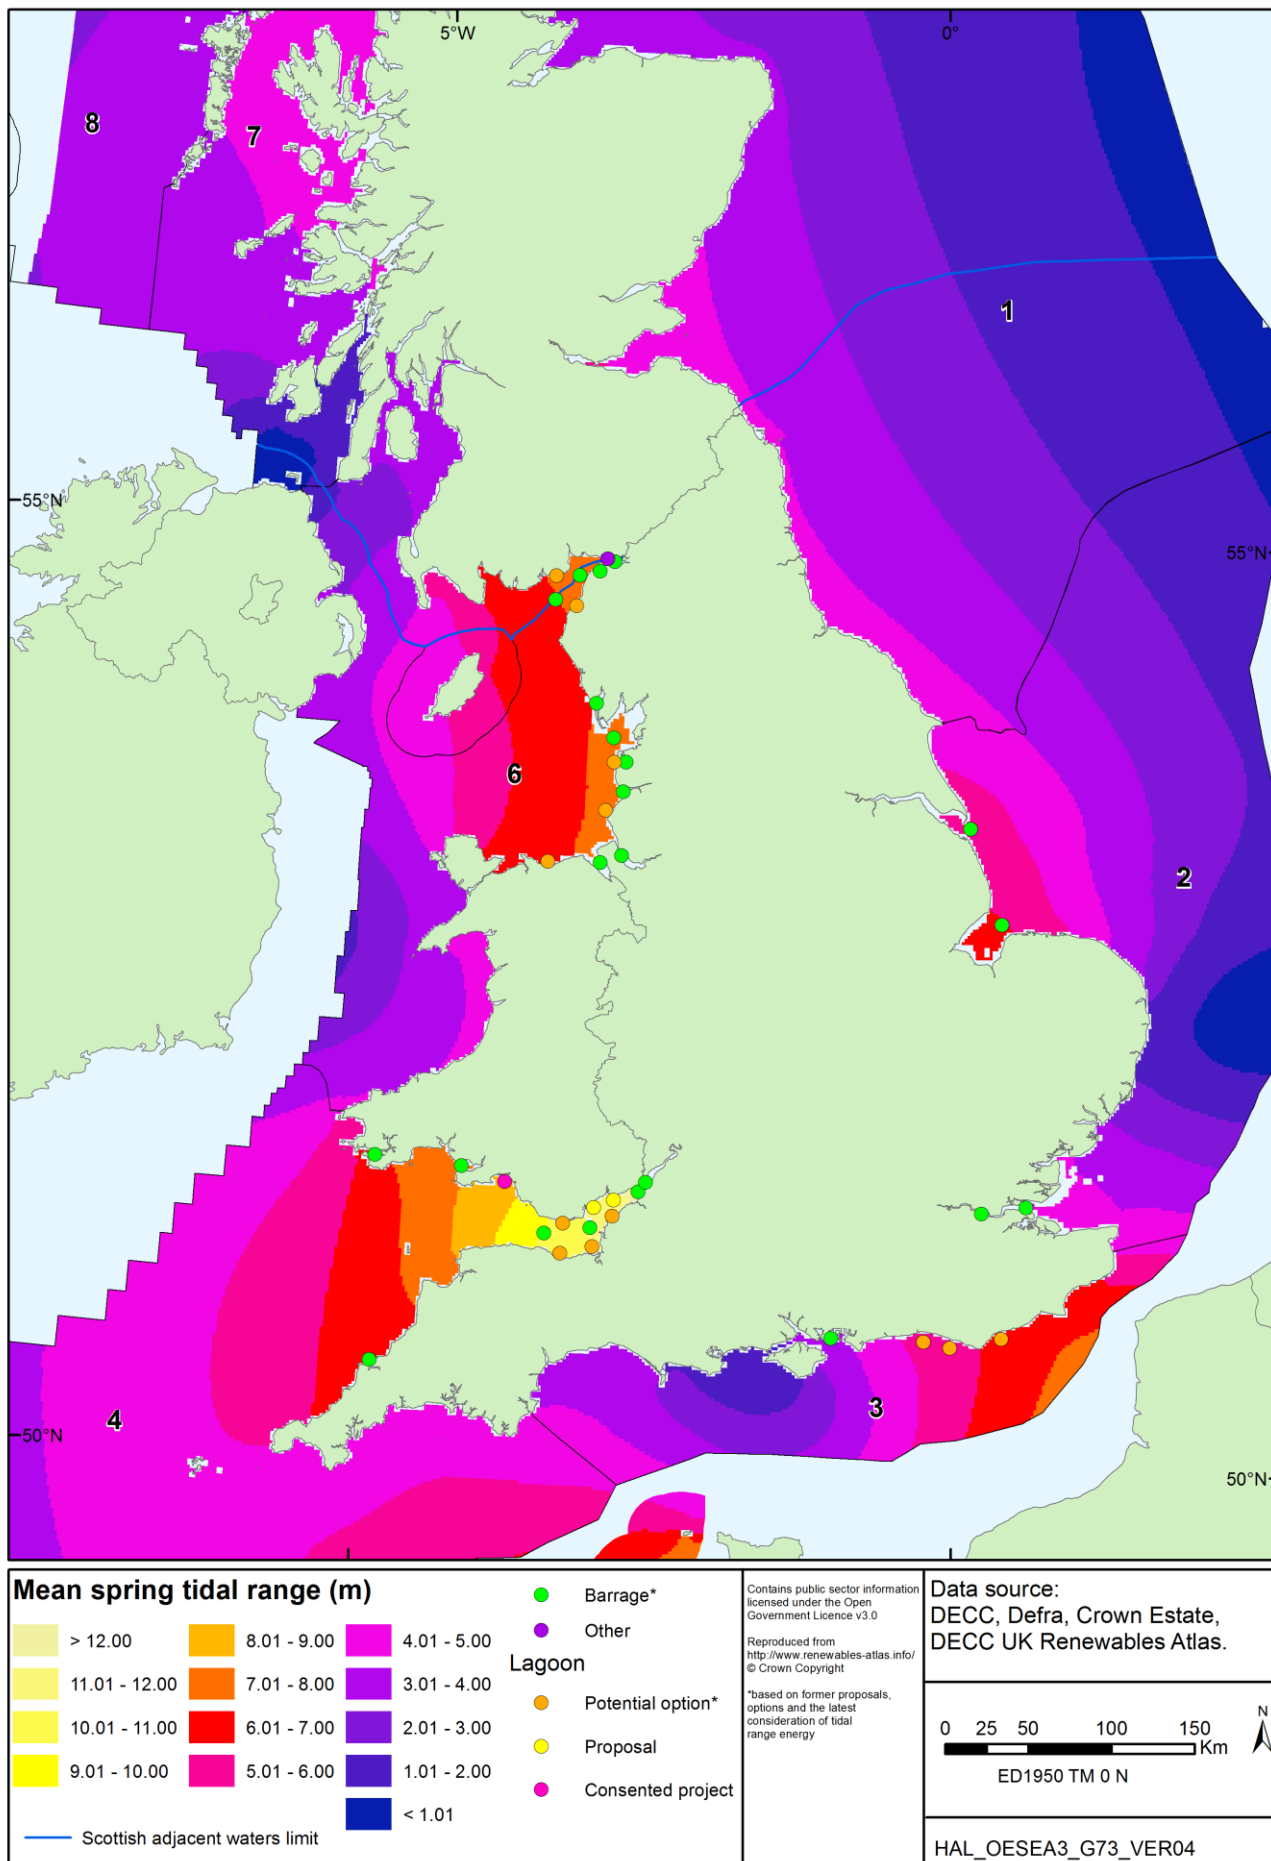 5°W
0°
8
7
1
55°N
55°N
6
2
4
3
50°N
50°N
Mean spring tidal range (m)
> 12.00
11.01 - 12.00
10.01 - 11.00
9.01 - 10.00
8.01 - 9.00
7.01 - 8.00
6.01 - 7.00
5.01 - 6.00
4.01 - 5.00
3.01 - 4.00
2.01 - 3.00
1.01 - 2.00
< 1.01
Scottish adjacent waters limit
Barrage*
Other
Lagoon
Potential option*
Proposal
Consented project
Contains public sector information
licensed under the Open
Government Licence v3.0
Reproduced from
http://www.renewables-atlas.info/
© Crown Copyright
*based on former proposals,
options and the latest
consideration of tidal
range energy
Data source:
DECC, Defra, Crown Estate,
DECC UK Renewables Atlas.
0 25 50 100 150
Km
N
ED1950 TM 0 N
HAL_OESEA3_G73_VER04